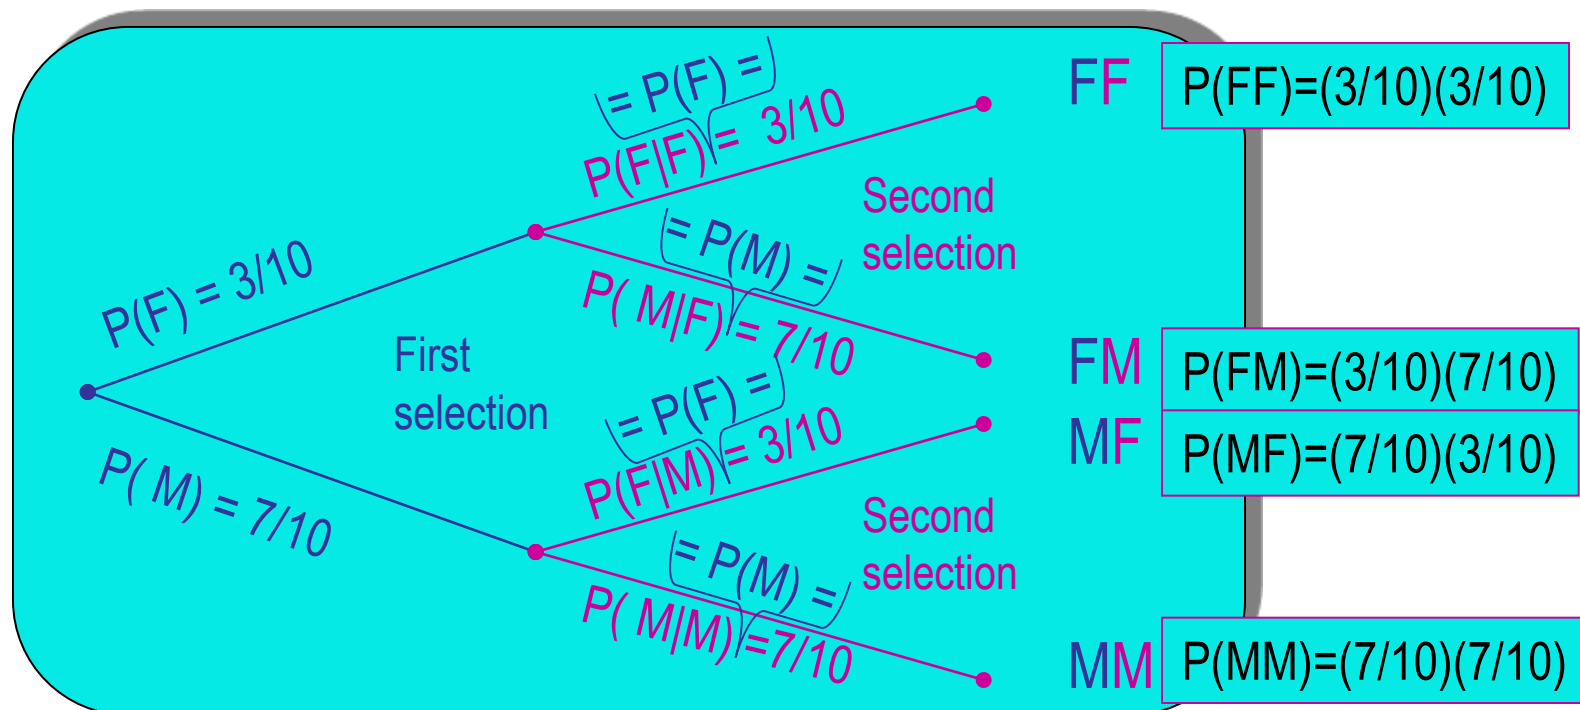 = P(F) =
P(F|F) = 3/10
FF
P(FF)=(3/10)(3/10)
Second
selection
P(F) = 3/10
= P(M) =
P( M|F) = 7/10
First
selection
FM
P(FM)=(3/10)(7/10)
= P(F) =
P(F|M) = 3/10
MF
P(MF)=(7/10)(3/10)
P( M) = 7/10
Second
selection
= P(M) =
P( M|M) =7/10
MM
P(MM)=(7/10)(7/10)